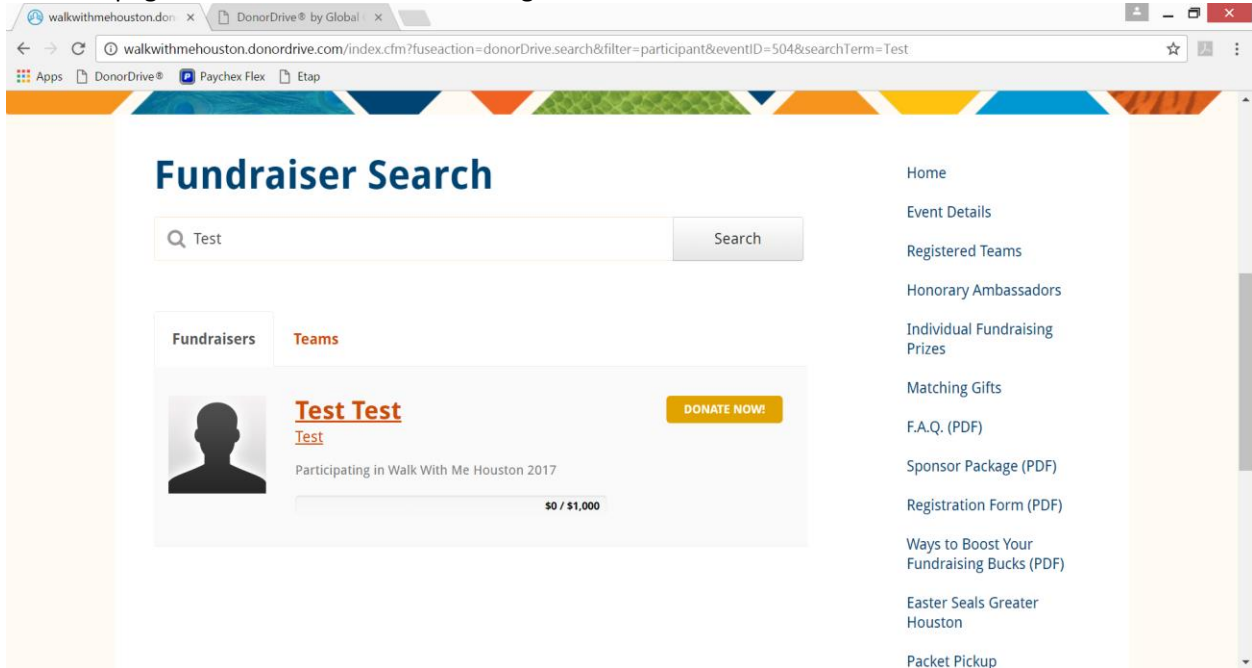 walkwithmehouston.don
DonorDrive® by Global
walkwithmehouston.donordrive.com/index.cfm?fuseaction=donorDrive.search&filter=participant&eventID=504&searchTerm=Test
Apps DonorDrive® Paychex Flex Etap
Fundraiser Search
Test
Search
Fundraisers Teams
Test Test
DONATE NOW!
Test
Participating in Walk With Me Houston 2017
$0 / $1,000
Home
Event Details
Registered Teams
Honorary Ambassadors
Individual Fundraising
Prizes
Matching Gifts
F.A.Q. (PDF)
Sponsor Package (PDF)
Registration Form (PDF)
Ways to Boost Your
Fundraising Bucks (PDF)
Easter Seals Greater
Houston
Packet Pickup